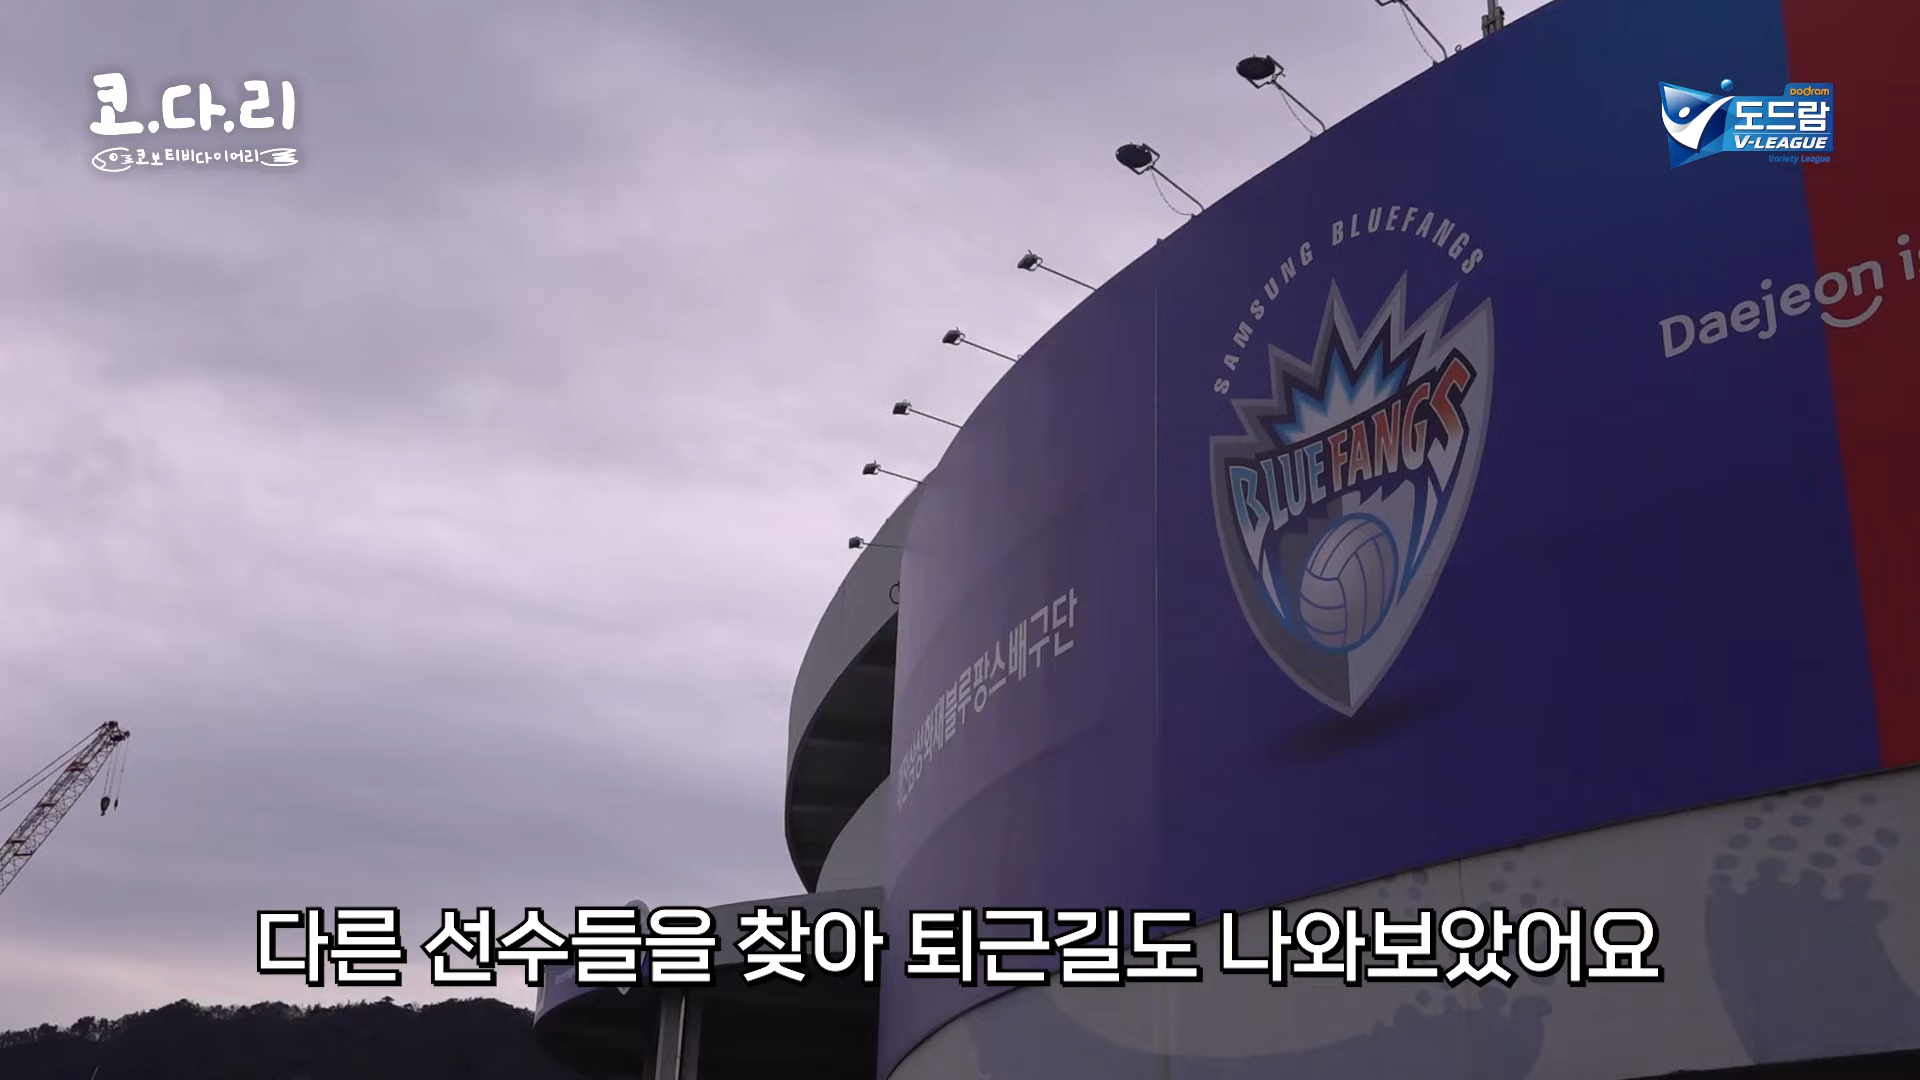 코.다.리
코보티비다이어리
Dodram
도드람
V-LEAGUE
Variety League
SAMSUNG BLUEFANGS
BLUEFANGS
Daejeon is
대전삼성화재블루팡스배구단
다른 선수들을 찾아 퇴근길도 나와보았어요